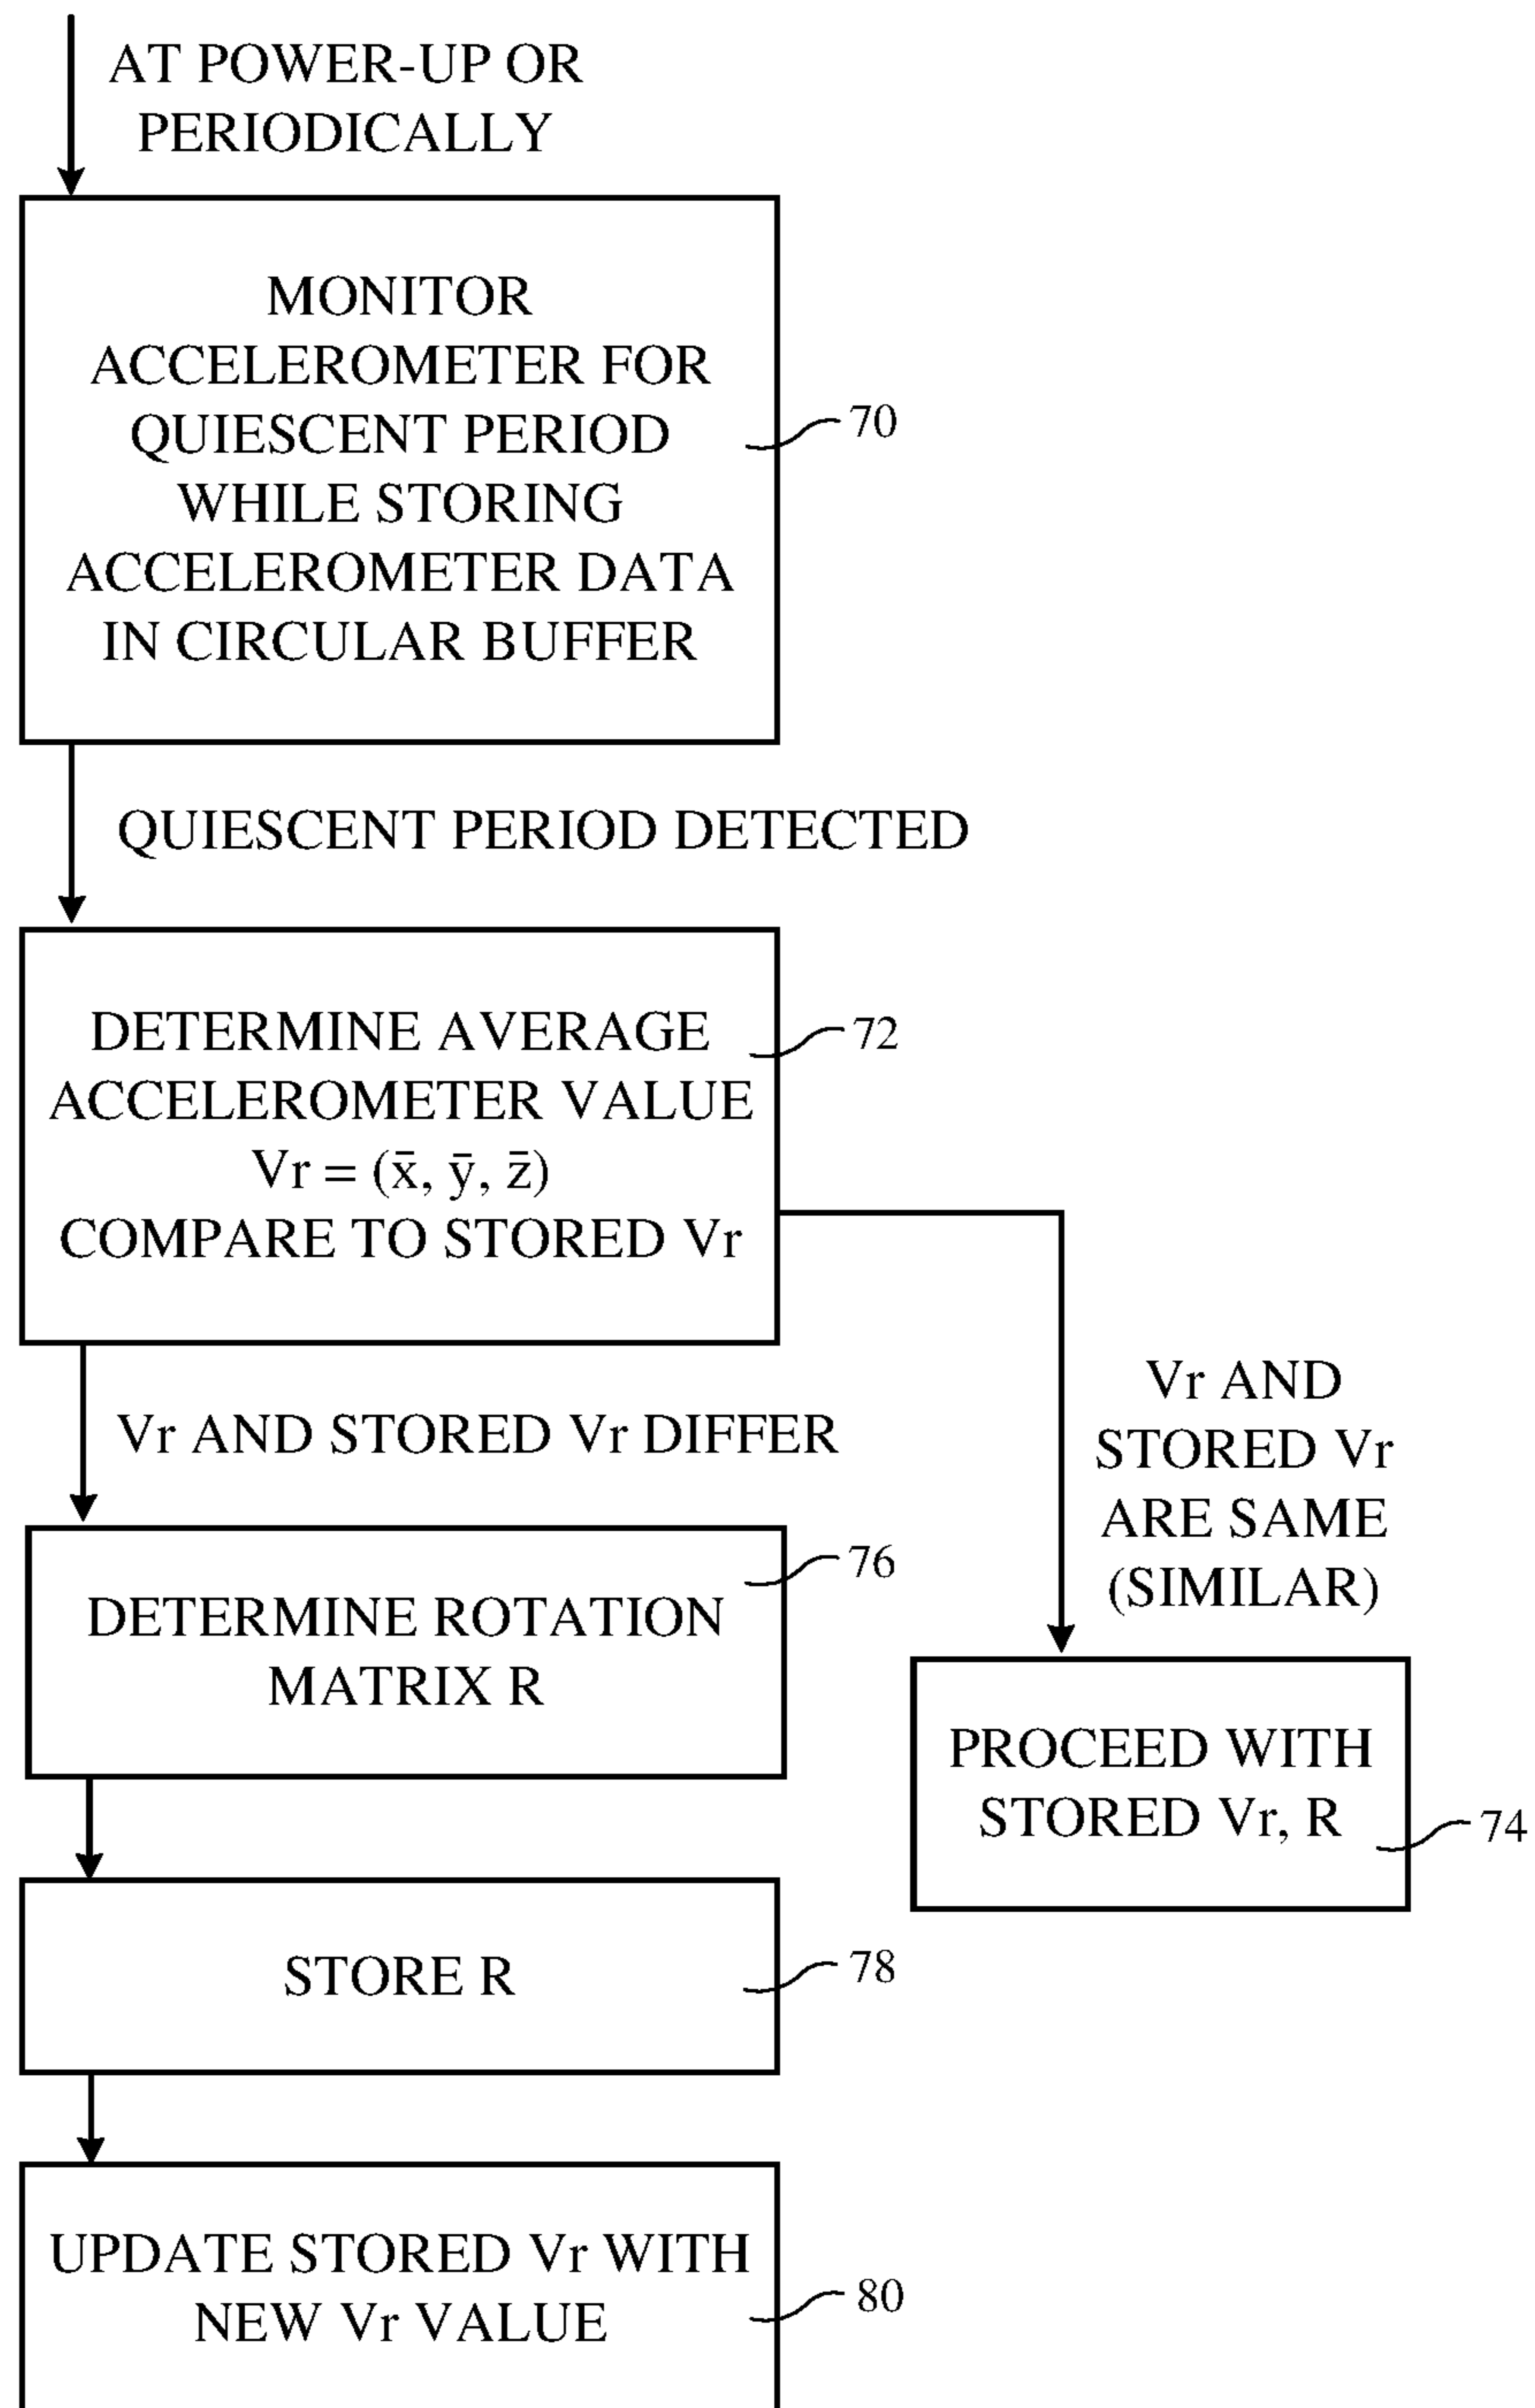 AT POWER-UP OR
PERIODICALLY
MONITOR
ACCELEROMETER FOR
QUIESCENT PERIOD
WHILE STORING
ACCELEROMETER DATA
IN CIRCULAR BUFFER
70
QUIESCENT PERIOD DETECTED
DETERMINE AVERAGE
ACCELEROMETER VALUE
Vr = (x̄, ȳ, z̄)
COMPARE TO STORED Vr
72
Vr AND STORED Vr DIFFER
Vr AND
STORED Vr
ARE SAME
(SIMILAR)
DETERMINE ROTATION
MATRIX R
76
PROCEED WITH
STORED Vr, R
74
STORE R
78
UPDATE STORED Vr WITH
NEW Vr VALUE
80